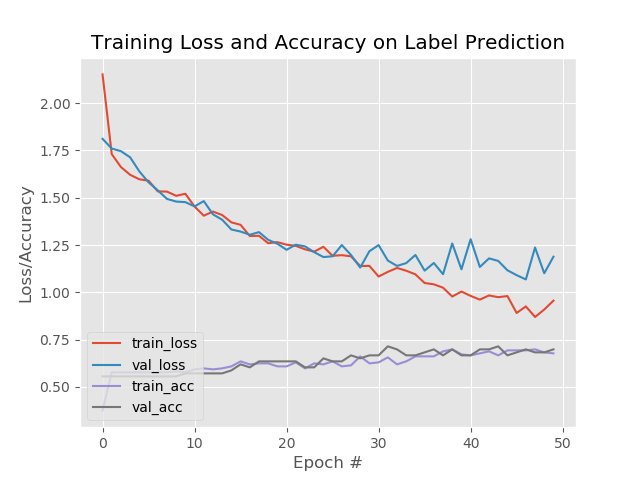 Training Loss and Accuracy on Label Prediction
Loss/Accuracy
2.00
1.75
1.50
1.25
1.00
0.75
0.50
train_loss
val_loss
train_acc
val_acc
0 10 20 30 40 50
Epoch #